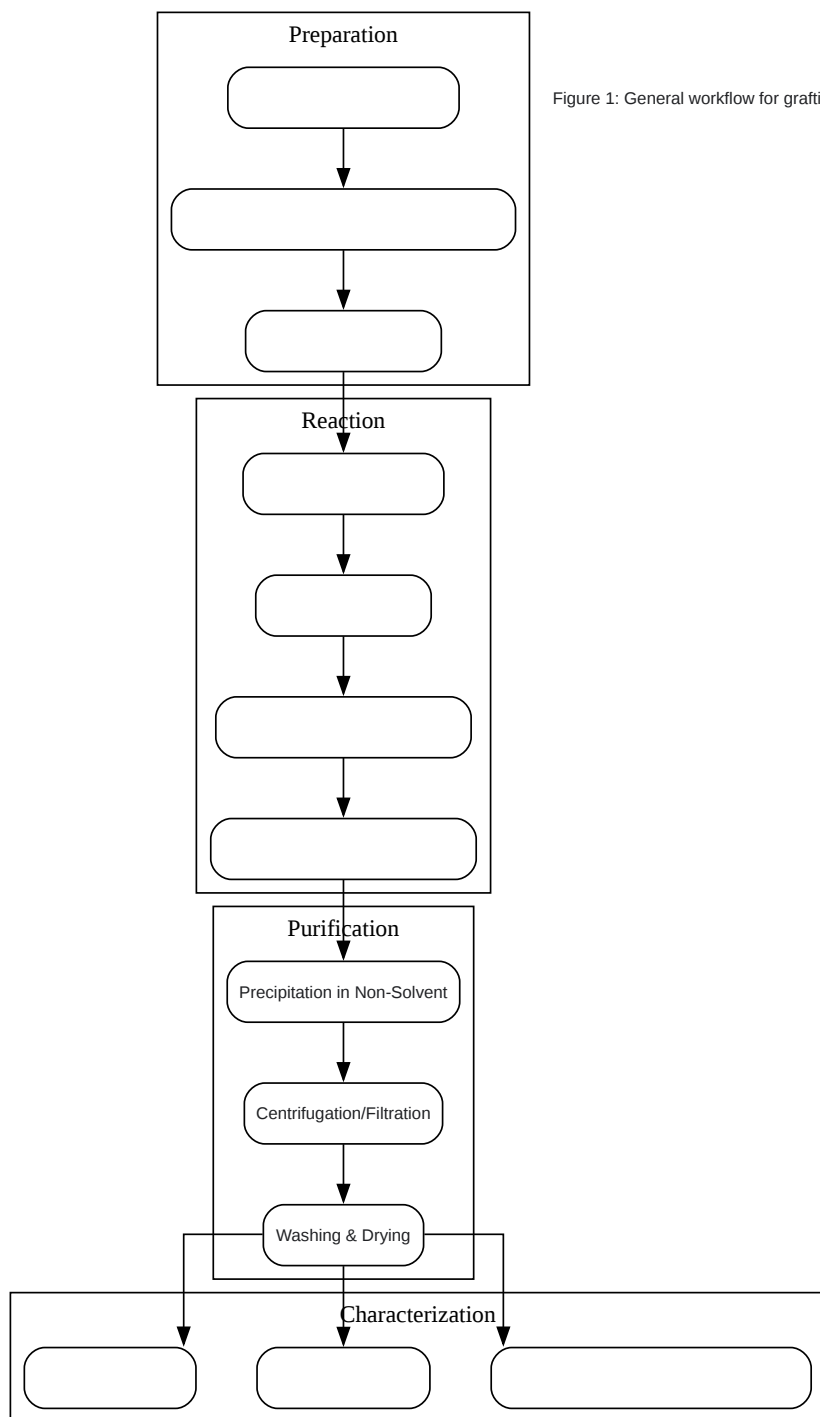 Preparation
Figure 1: General workflow for grafti
Reaction
Purification
Precipitation in Non-Solvent
Centrifugation/Filtration
Washing & Drying
Characterization